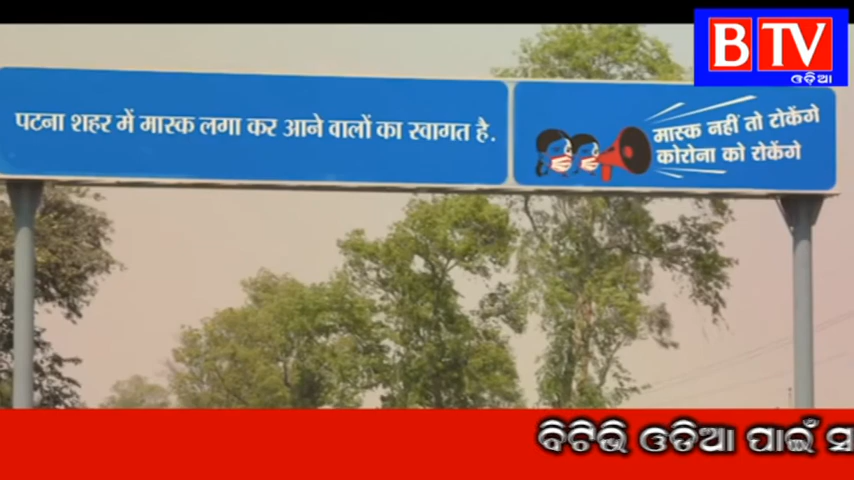 BTV
ଓଡ଼ିଆ
पटना शहर में मास्क लगा कर आने वालों का स्वागत है.
मास्क नहीं तो टोकेंगे
कोरोना को रोकेंगे
ବିଟିଭି ଓଡିଆ ପାଇଁ ସ